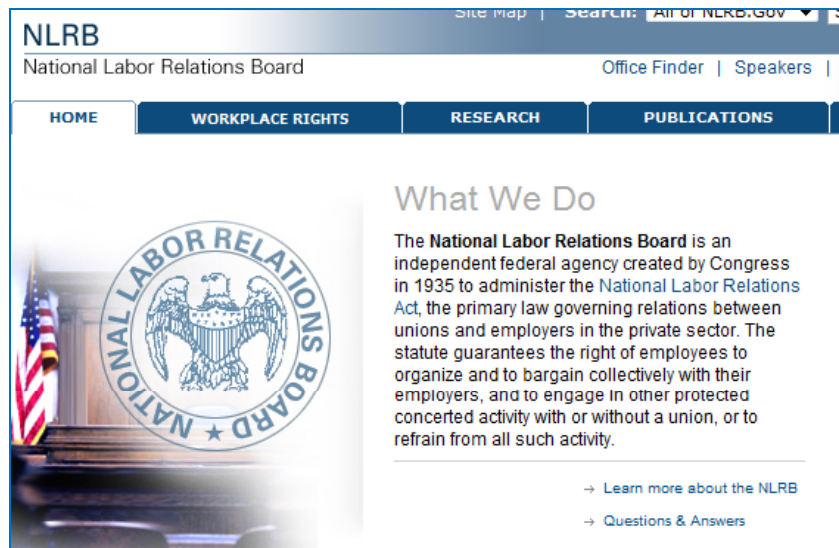 Site Map | Search: All of NLRB.Gov
NLRB
National Labor Relations Board
Office Finder | Speakers |
HOME WORKPLACE RIGHTS RESEARCH PUBLICATIONS
NATIONAL LABOR RELATIONS BOARD
What We Do
The National Labor Relations Board is an
independent federal agency created by Congress
in 1935 to administer the National Labor Relations
Act, the primary law governing relations between
unions and employers in the private sector. The
statute guarantees the right of employees to
organize and to bargain collectively with their
employers, and to engage in other protected
concerted activity with or without a union, or to
refrain from all such activity.
→ Learn more about the NLRB
→ Questions & Answers